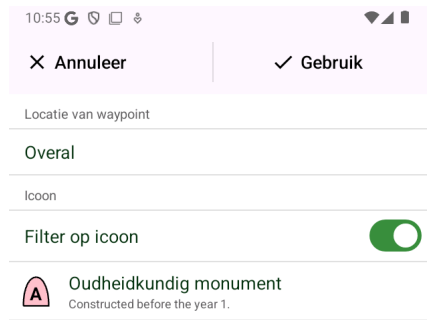 10:55
Annuleer
Gebruik
Locatie van waypoint
Overal
Icoon
Filter op icoon
A
Oudheidkundig monument
Constructed before the year 1.